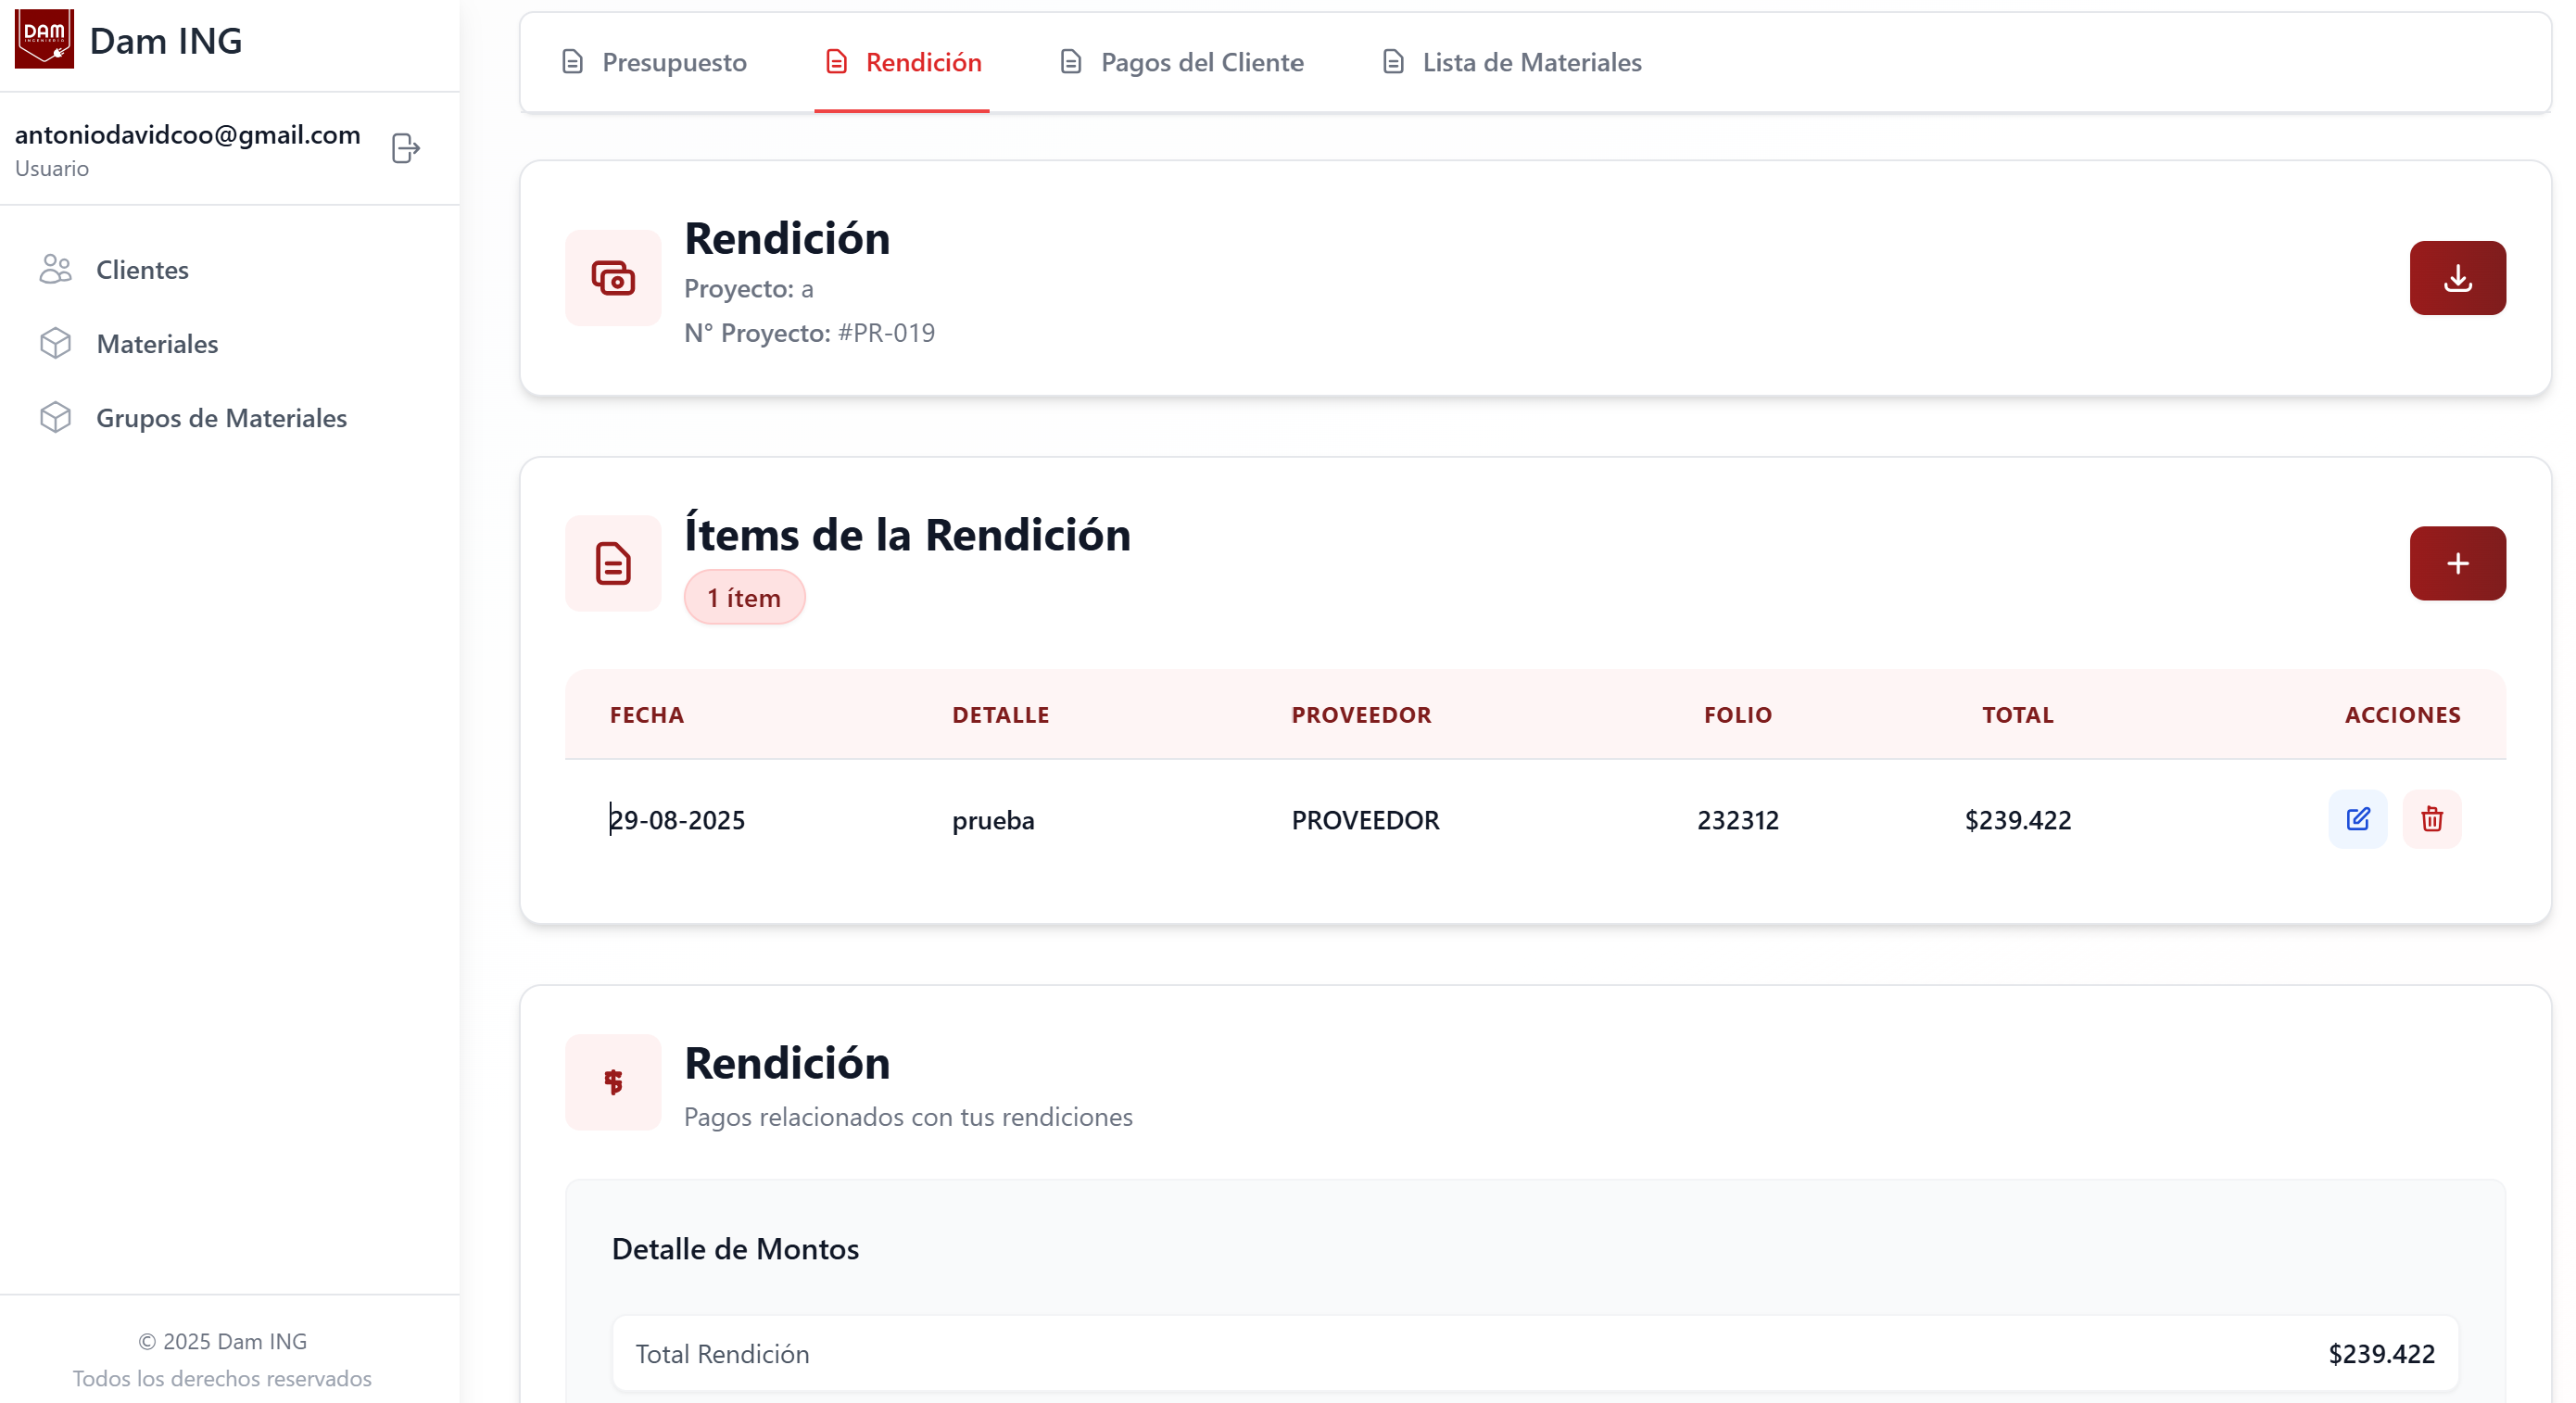 DAM
INGENIERIA
Dam ING
antoniodavidcoo@gmail.com
Usuario
Clientes
Materiales
Grupos de Materiales
© 2025 Dam ING
Todos los derechos reservados
Presupuesto
Rendición
Pagos del Cliente
Lista de Materiales
Rendición
Proyecto: a
N° Proyecto: #PR-019
Ítems de la Rendición
1 ítem
FECHA DETALLE PROVEEDOR FOLIO TOTAL ACCIONES
29-08-2025 prueba PROVEEDOR 232312 $239.422
$
Rendición
Pagos relacionados con tus rendiciones
Detalle de Montos
Total Rendición $239.422